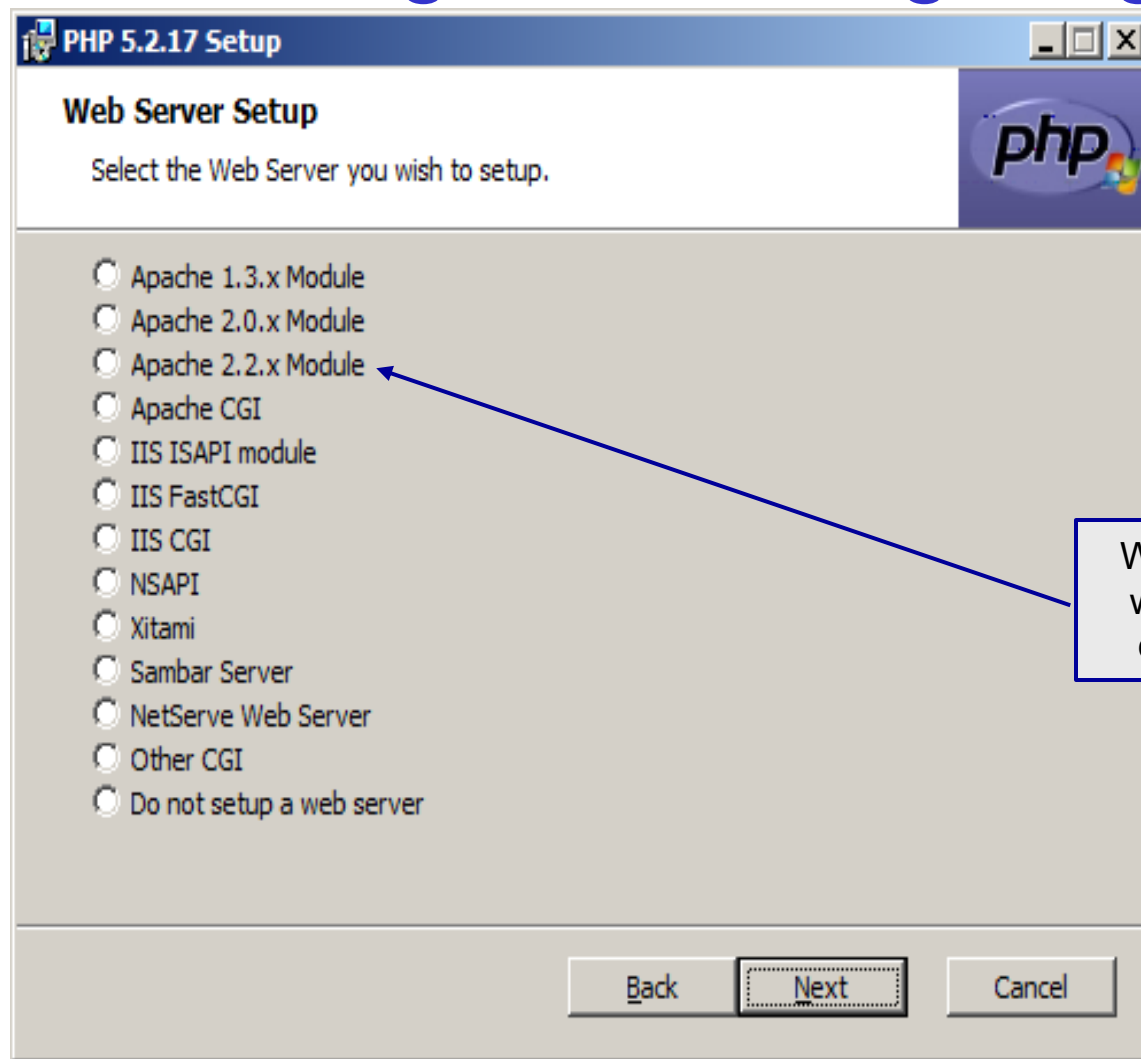 PHP 5.2.17 Setup
Web Server Setup
Select the Web Server you wish to setup.
php
Apache 1.3.x Module
Apache 2.0.x Module
Apache 2.2.x Module
Apache CGI
IIS ISAPI module
IIS FastCGI
IIS CGI
NSAPI
Xitami
Sambar Server
NetServe Web Server
Other CGI
Do not setup a web server
Back
Next
Cancel